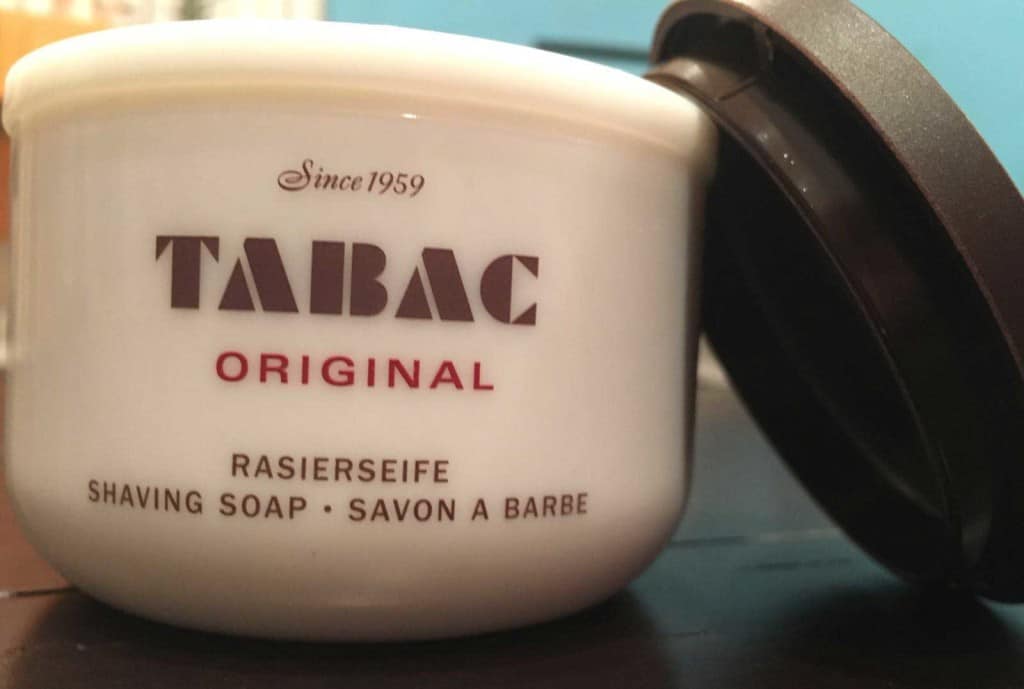 Since 1959
TABAC
ORIGINAL
RASIERSEIFE
SHAVING SOAP • SAVON A BARBE